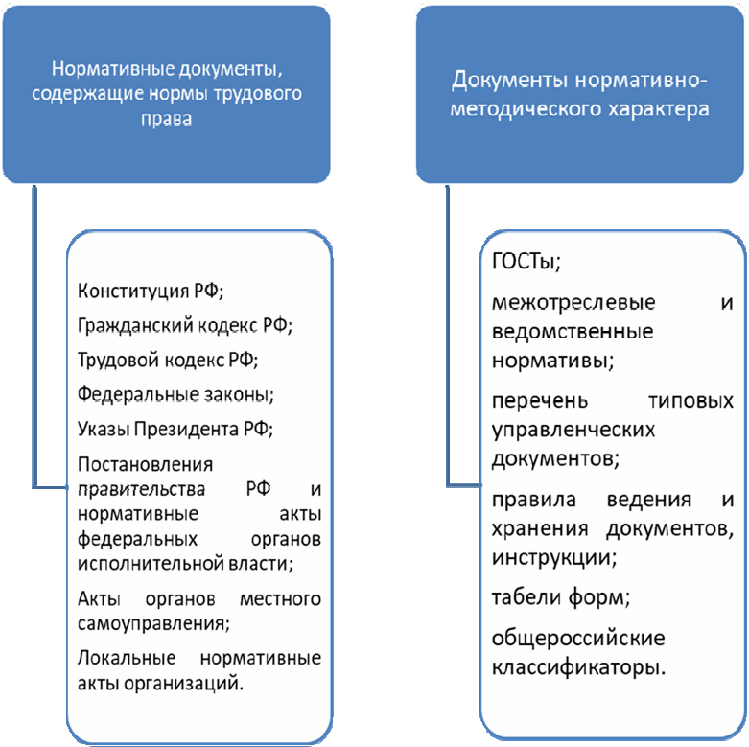 Нормативные документы,
содержащие нормы трудового
права
Конституция РФ;
Гражданский кодекс РФ;
Трудовой кодекс РФ;
Федеральные законы;
Указы Президента РФ;
Постановления
правительства РФ и
нормативные акты
федеральных органов
исполнительной власти;
Акты органов местного
самоуправления;
Локальные нормативные
акты организаций.
Документы нормативно-
методического характера
ГОСТы;
межотреслевые и
ведомственные
нормативы;
перечень типовых
управленческих
документов;
правила ведения и
хранения документов,
инструкции;
табели форм;
общероссийские
классификаторы.